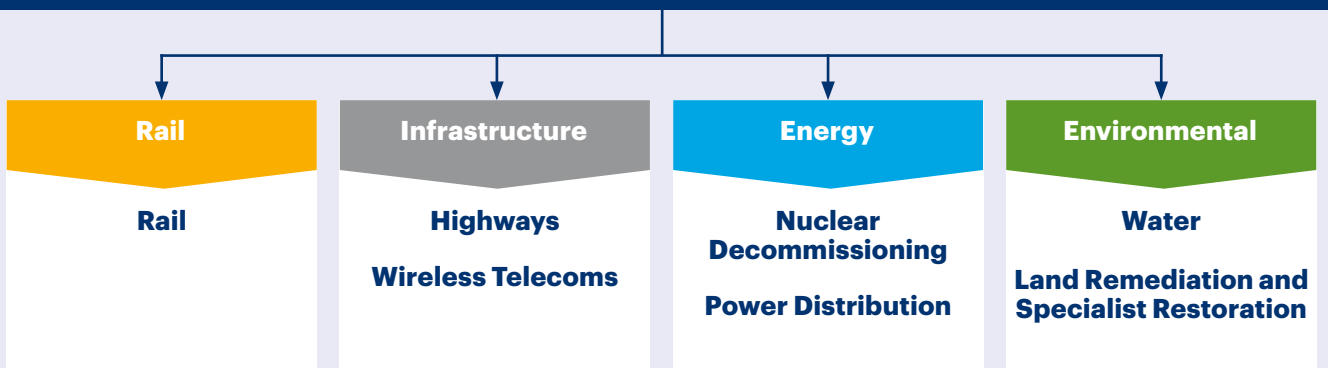 Rail
Infrastructure
Energy
Environmental
Rail
Highways
Wireless Telecoms
Nuclear
Decommissioning
Power Distribution
Water
Land Remediation and
Specialist Restoration